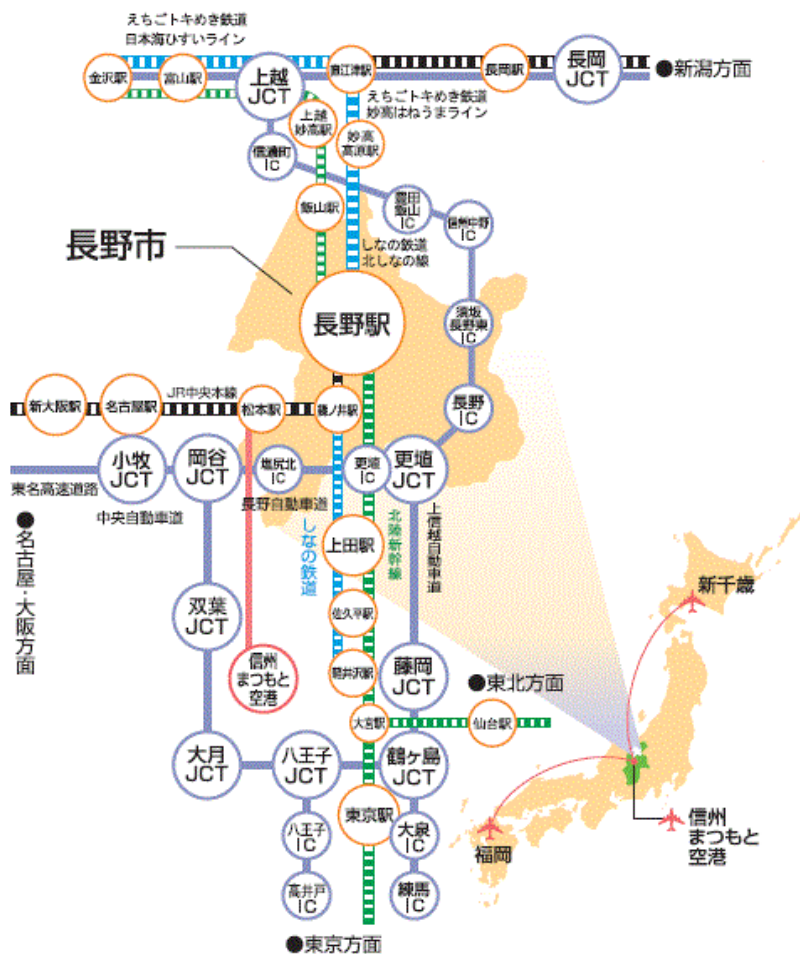 えちごトキめき鉄道
日本海ひすいライン
金沢駅
富山駅
上越
JCT
直江津駅
長岡駅
長岡
JCT
●新潟方面
えちごトキめき鉄道
妙高はねうまライン
上越
妙高駅
妙高
高原駅
信濃町
IC
飯山駅
豊田
飯山
IC
信州中野
IC
長野市
しなの鉄道
北しなの線
長野駅
須坂
長野東
IC
JR中央本線
新大阪駅
名古屋駅
松本駅
篠ノ井駅
長野
IC
小牧
JCT
岡谷
JCT
塩尻北
IC
更埴
IC
更埴
JCT
東名高速道路
中央自動車道
長野自動車道
●名古屋・大阪方面
しなの鉄道
上田駅
北陸新幹線
上信越自動車道
新千歳
双葉
JCT
佐久平駅
信州
まつもと
空港
軽井沢駅
藤岡
JCT
●東北方面
大宮駅
仙台駅
大月
JCT
八王子
JCT
鶴ヶ島
JCT
東京駅
八王子
IC
大泉
IC
福岡
信州
まつもと
空港
高井戸
IC
練馬
IC
●東京方面